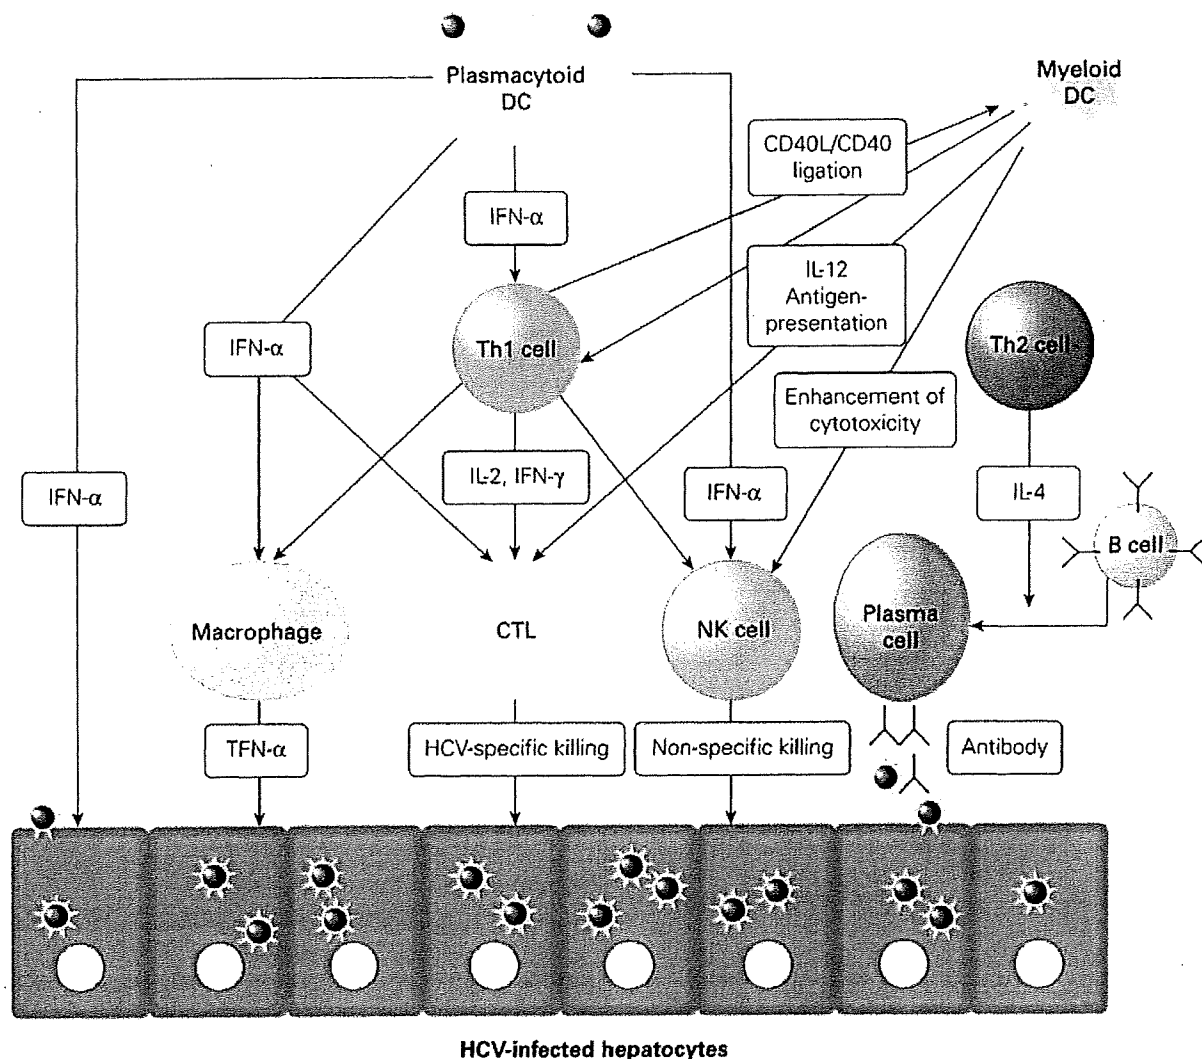 Plasmacytoid
DC
Myeloid
DC
CD40L/CD40
ligation
IFN-α
IL-12
Antigen-
presentation
IFN-α
Th1 cell
Th2 cell
Enhancement of
cytotoxicity
IFN-α
IL-2, IFN-γ
IFN-α
IL-4
B cell
Macrophage
CTL
NK cell
Plasma
cell
TFN-α
HCV-specific killing
Non-specific killing
Antibody
HCV-infected hepatocytes